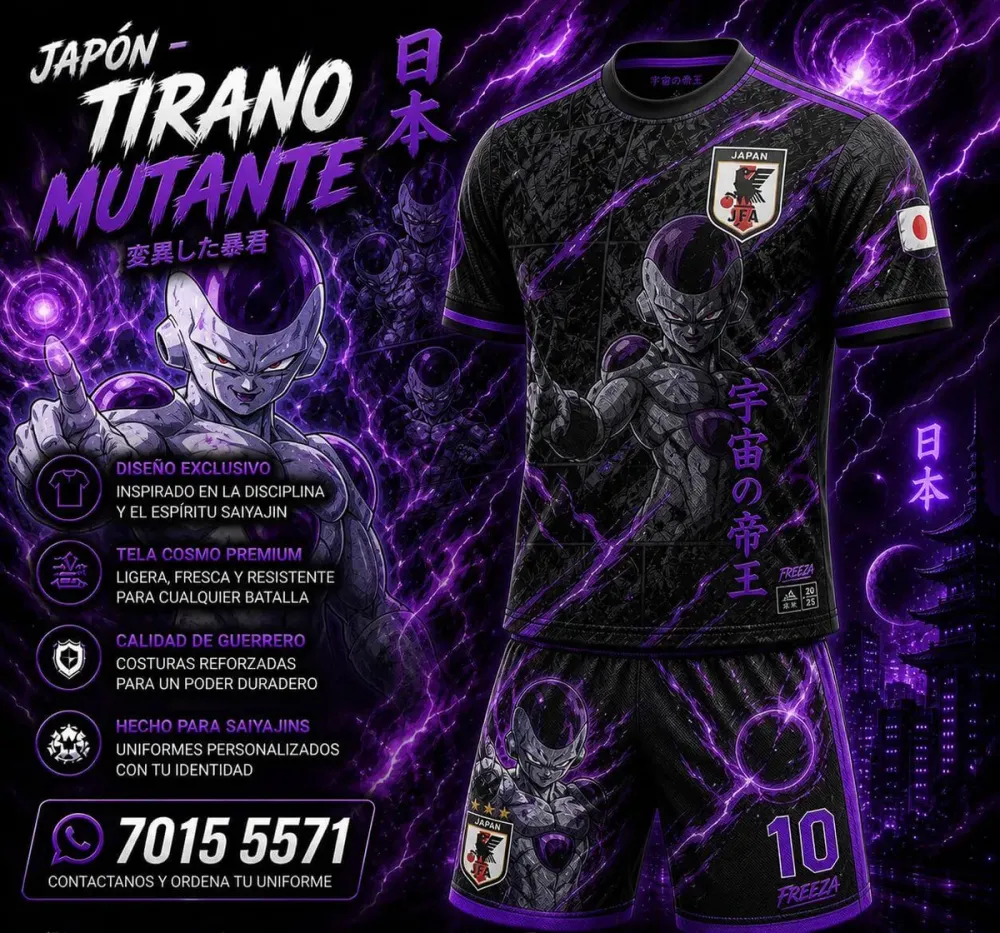 JAPÓN -
TIRANO
MUTANTE
変異した暴君
日本
DISEÑO EXCLUSIVO
INSPIRADO EN LA DISCIPLINA
Y EL ESPÍRITU SAIYAJIN
TELA COSMO PREMIUM
LIGERA, FRESCA Y RESISTENTE
PARA CUALQUIER BATALLA
CALIDAD DE GUERRERO
COSTURAS REFORZADAS
PARA UN PODER DURADERO
HECHO PARA SAIYAJINS
UNIFORMES PERSONALIZADOS
CON TU IDENTIDAD
7015 5571
CONTACTANOS Y ORDENA TU UNIFORME
宇宙の帝王
JAPAN
JFA
宇宙の帝王
FREEZA
20
25
日本
JAPAN
JFA
10
FREEZA